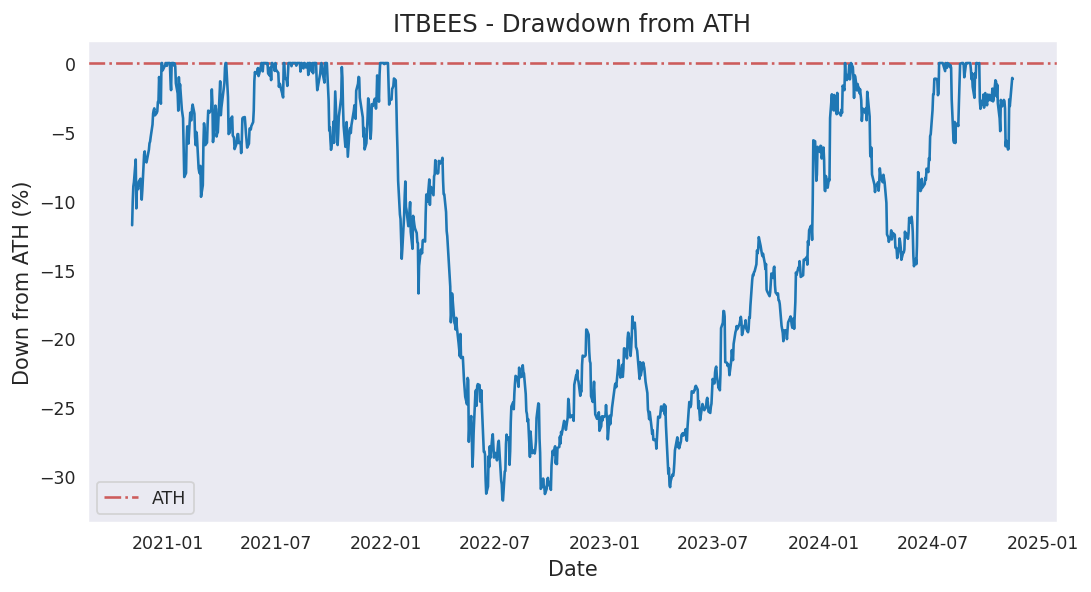 ITBEES - Drawdown from ATH
Down from ATH (%)
0
−5
−10
−15
−20
−25
−30
ATH
2021-01 2021-07 2022-01 2022-07 2023-01 2023-07 2024-01 2024-07 2025-01
Date